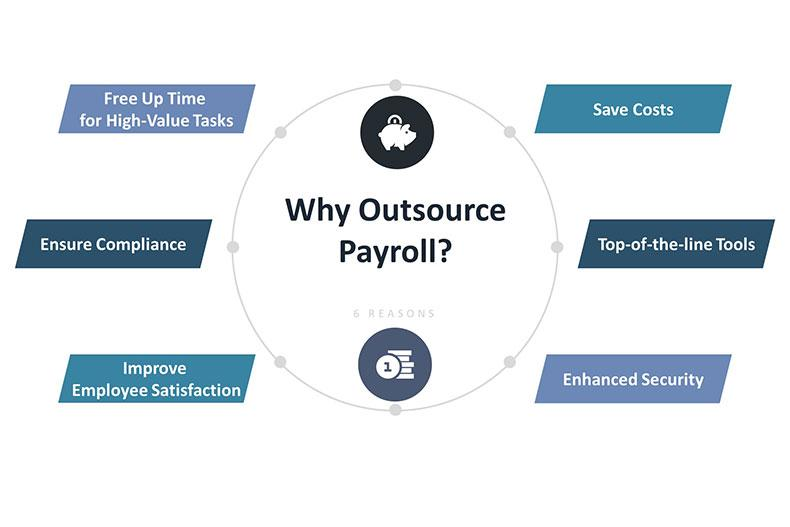 Free Up Time
for High-Value Tasks
Save Costs
Why Outsource
Payroll?
Ensure Compliance
Top-of-the-line Tools
6 REASONS
1
Improve
Employee Satisfaction
Enhanced Security